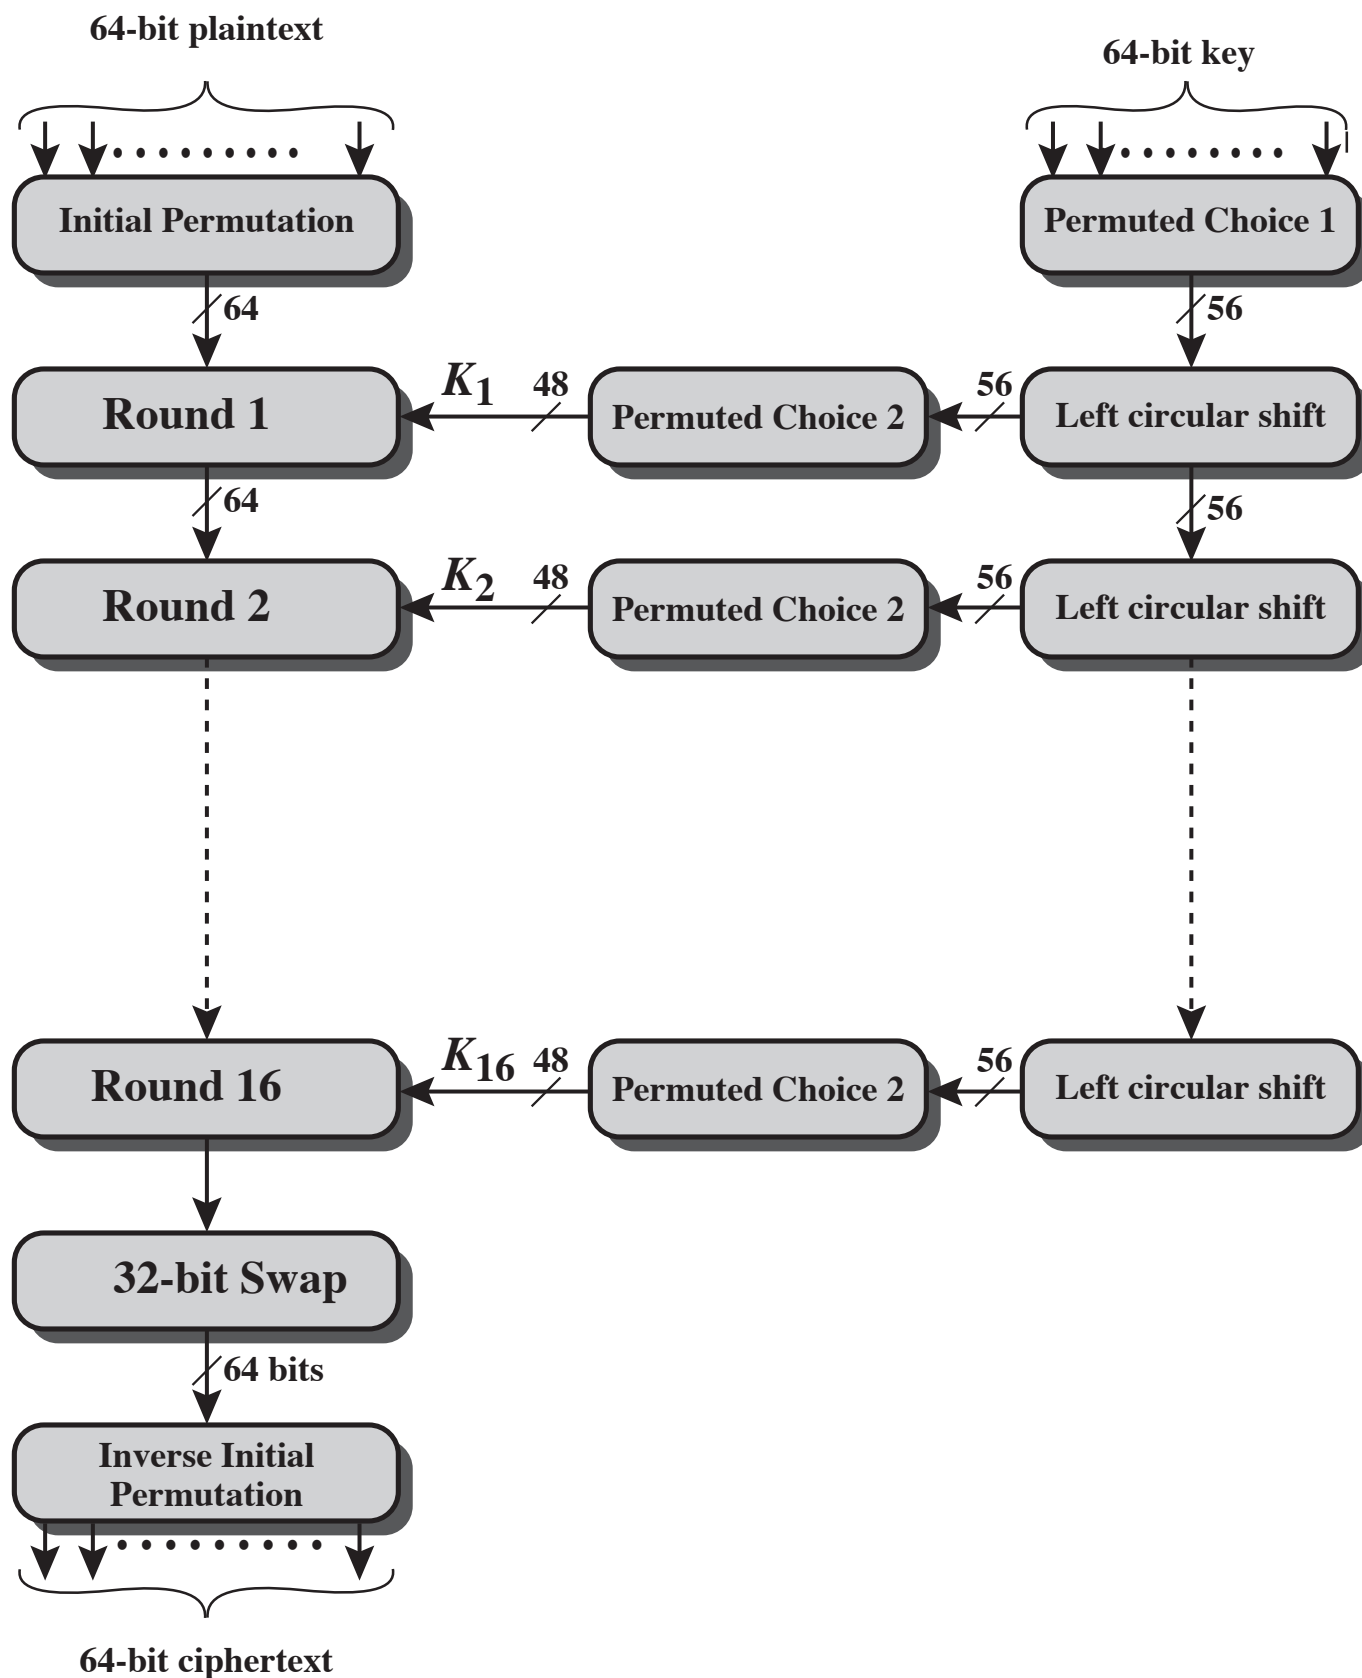 64-bit plaintext
64-bit key
Initial Permutation
Permuted Choice 1
64
56
Round 1
K1
48
Permuted Choice 2
56
Left circular shift
64
56
Round 2
K2
48
Permuted Choice 2
56
Left circular shift
Round 16
K16
48
Permuted Choice 2
56
Left circular shift
32-bit Swap
64 bits
Inverse Initial
Permutation
64-bit ciphertext